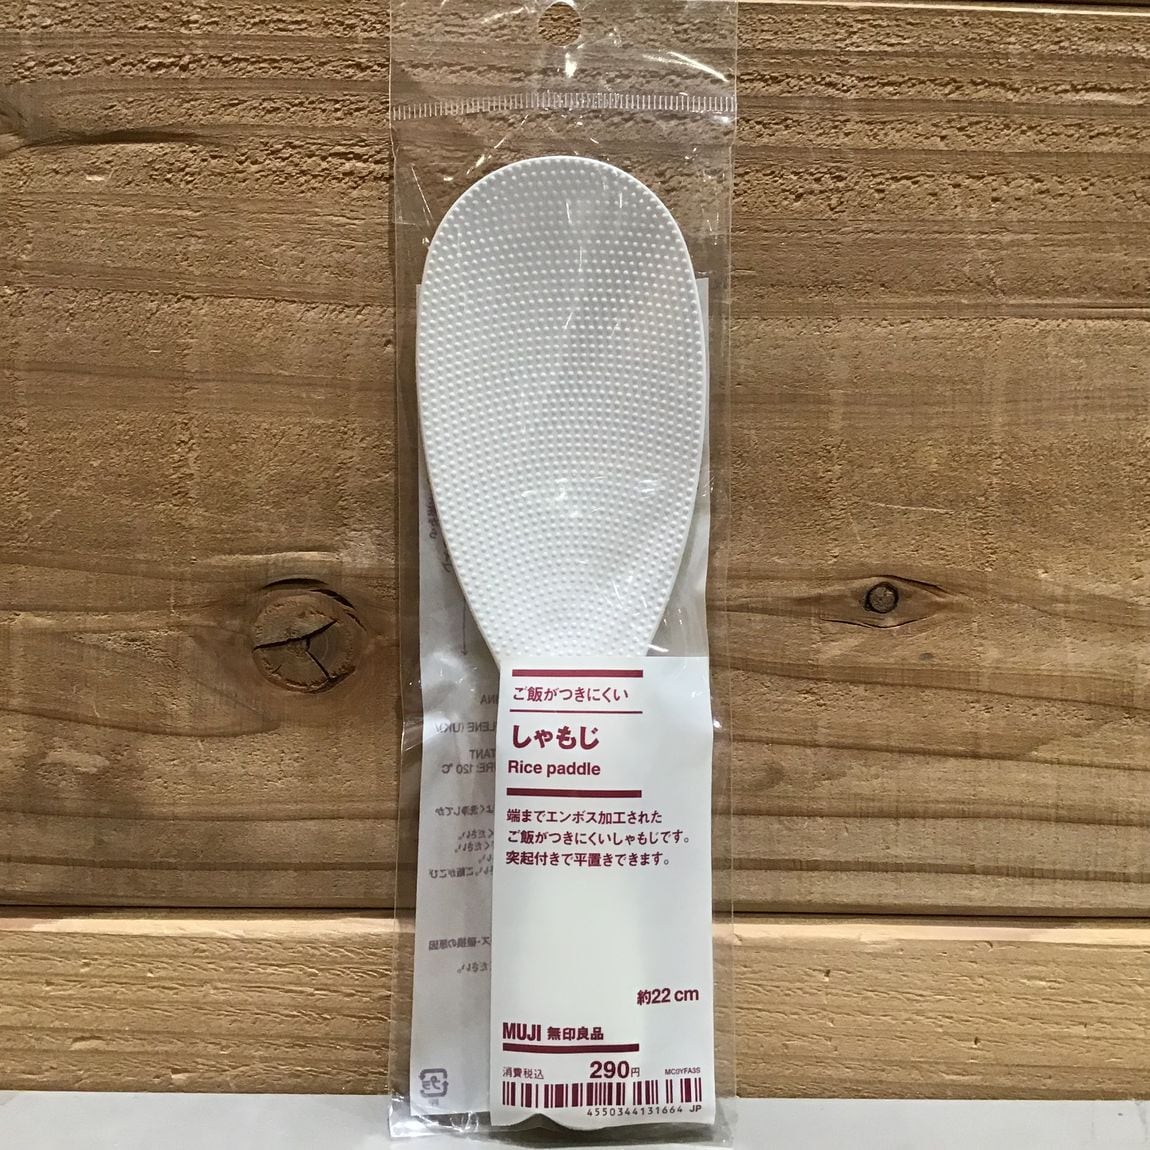 ご飯がつきにくい
しゃもじ
Rice paddle
端までエンボス加工された
ご飯がつきにくいしゃもじです。
突起付きで平置きできます。
約22 cm
MUJI 無印良品
消費税込 290円 MC0YFA3S
4550344131664 JP